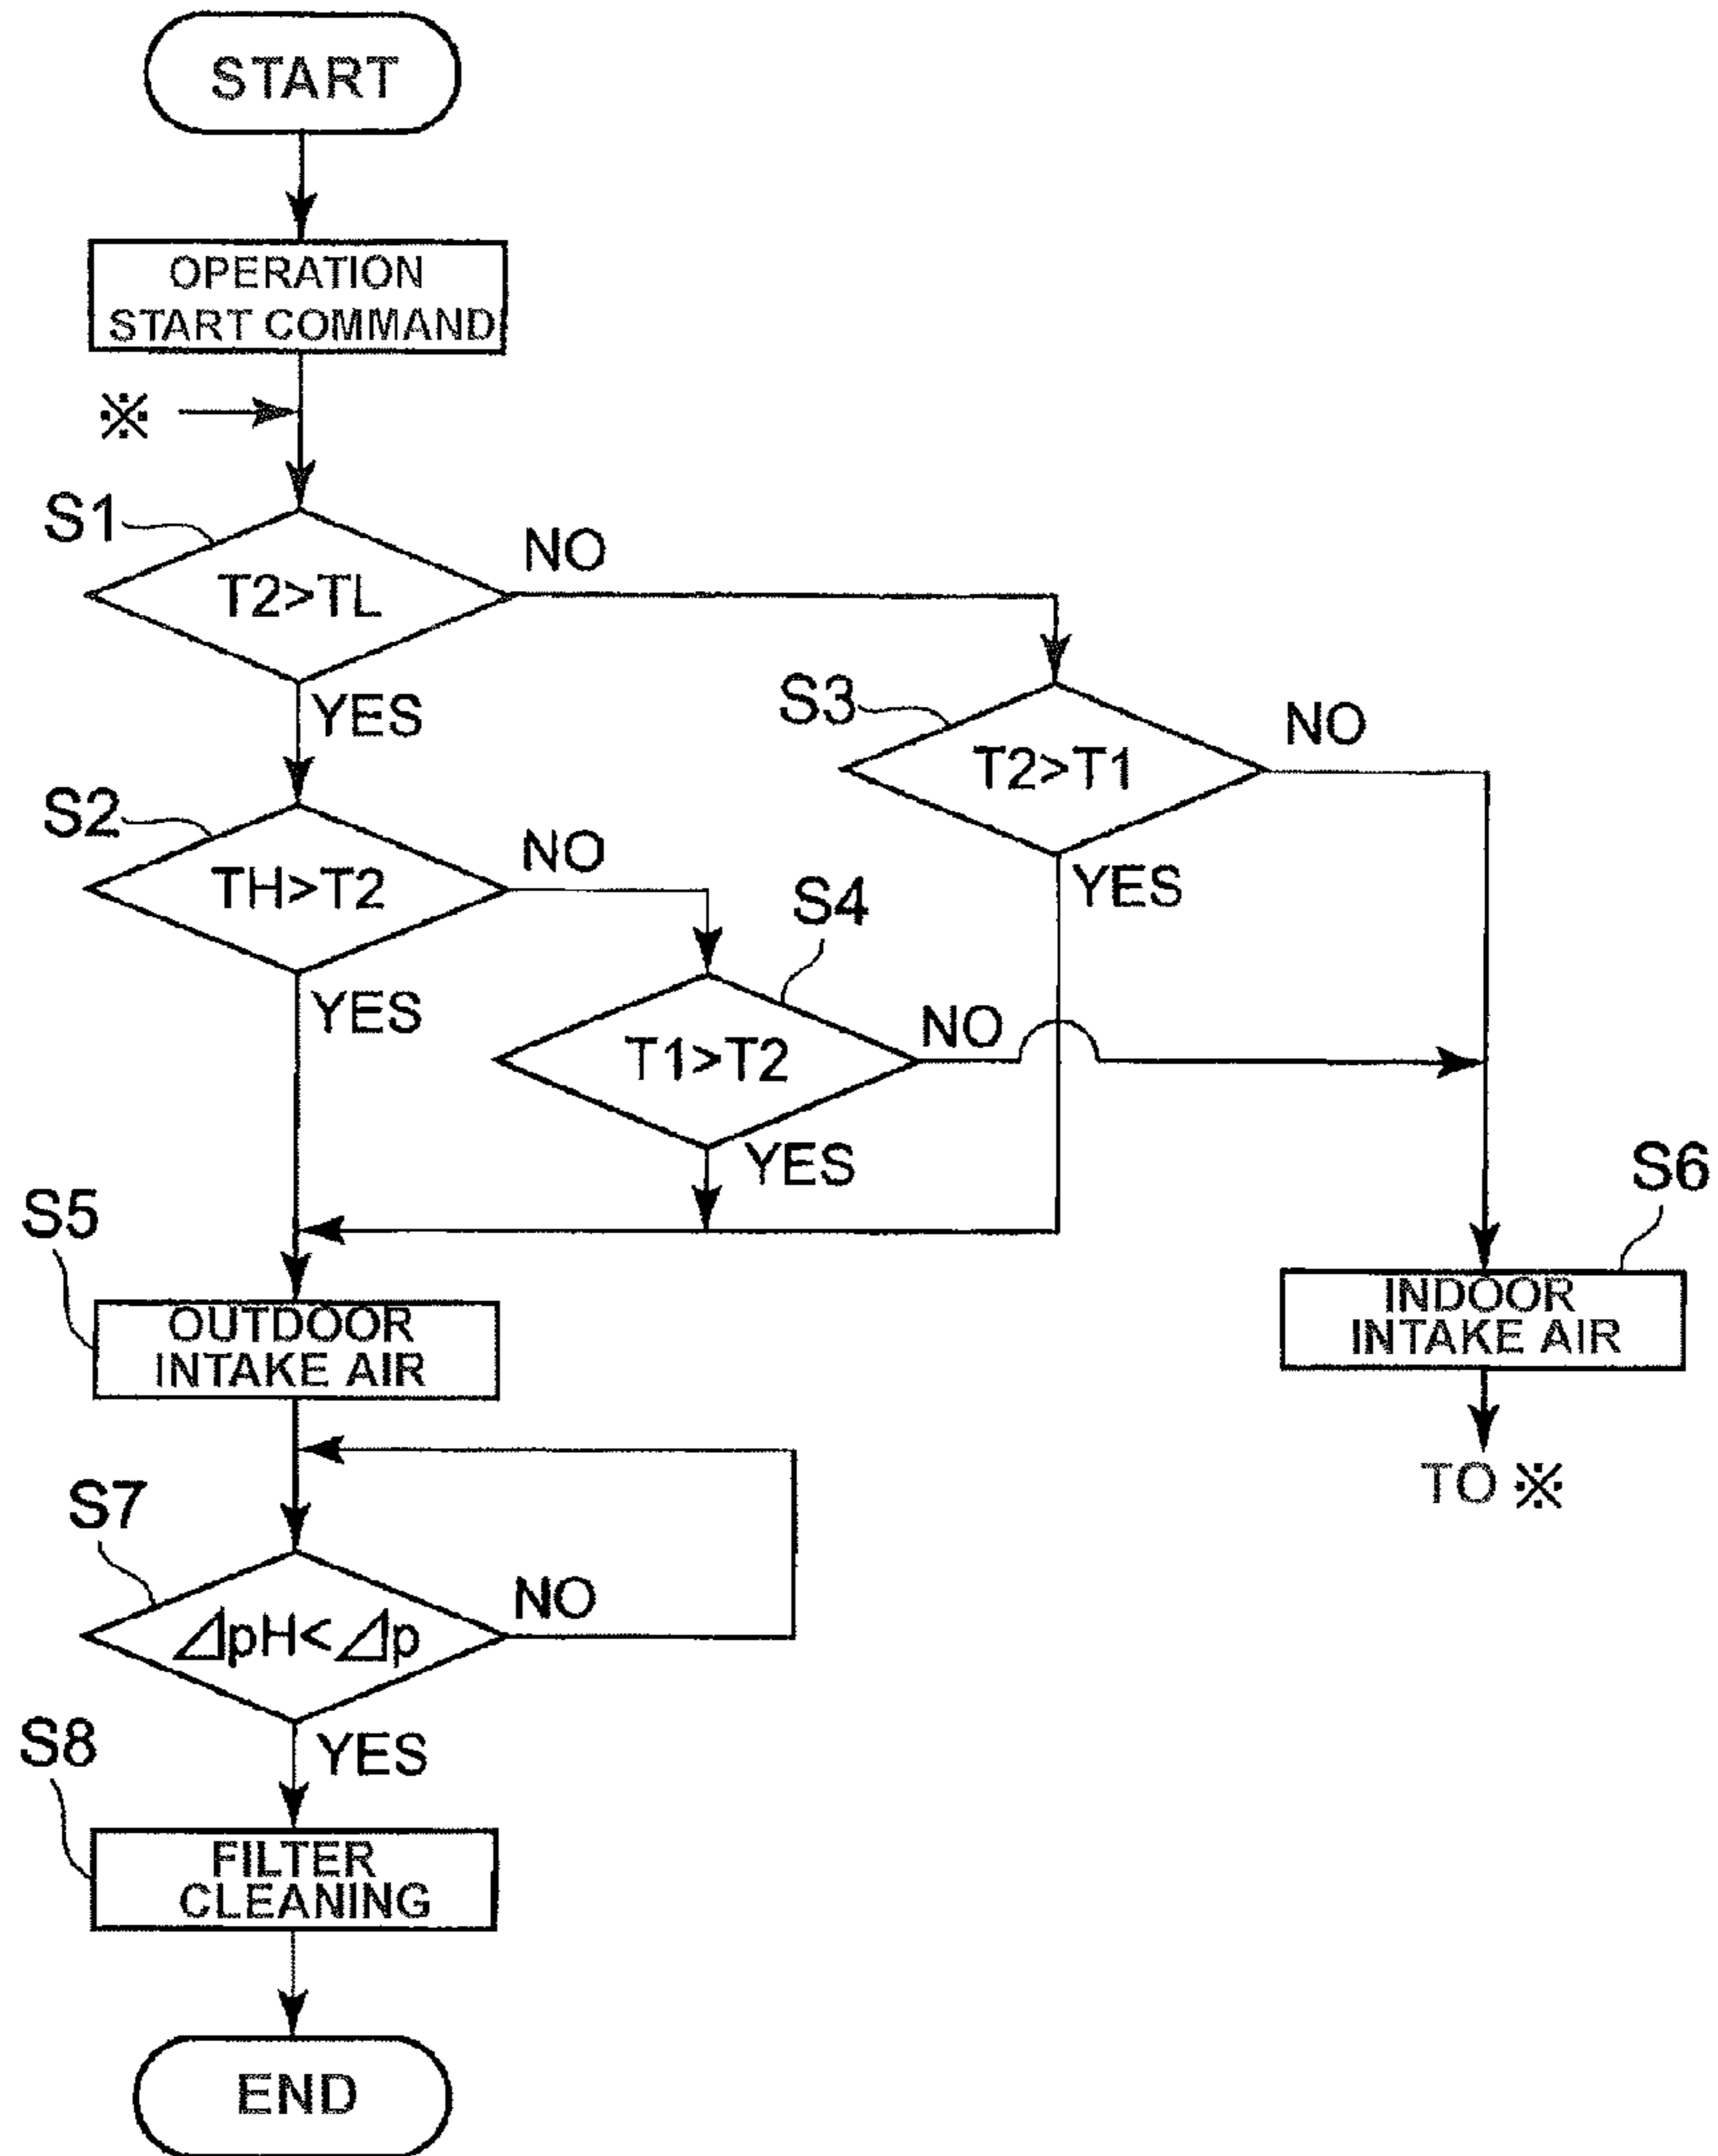 START
OPERATION
START COMMAND
※
S1
T2>TL
NO
YES
S3
T2>T1
NO
YES
S2
TH>T2
NO
YES
S4
T1>T2
NO
YES
S5
OUTDOOR
INTAKE AIR
S6
INDOOR
INTAKE AIR
TO ※
S7
⊿pH<⊿p
NO
YES
S8
FILTER
CLEANING
END